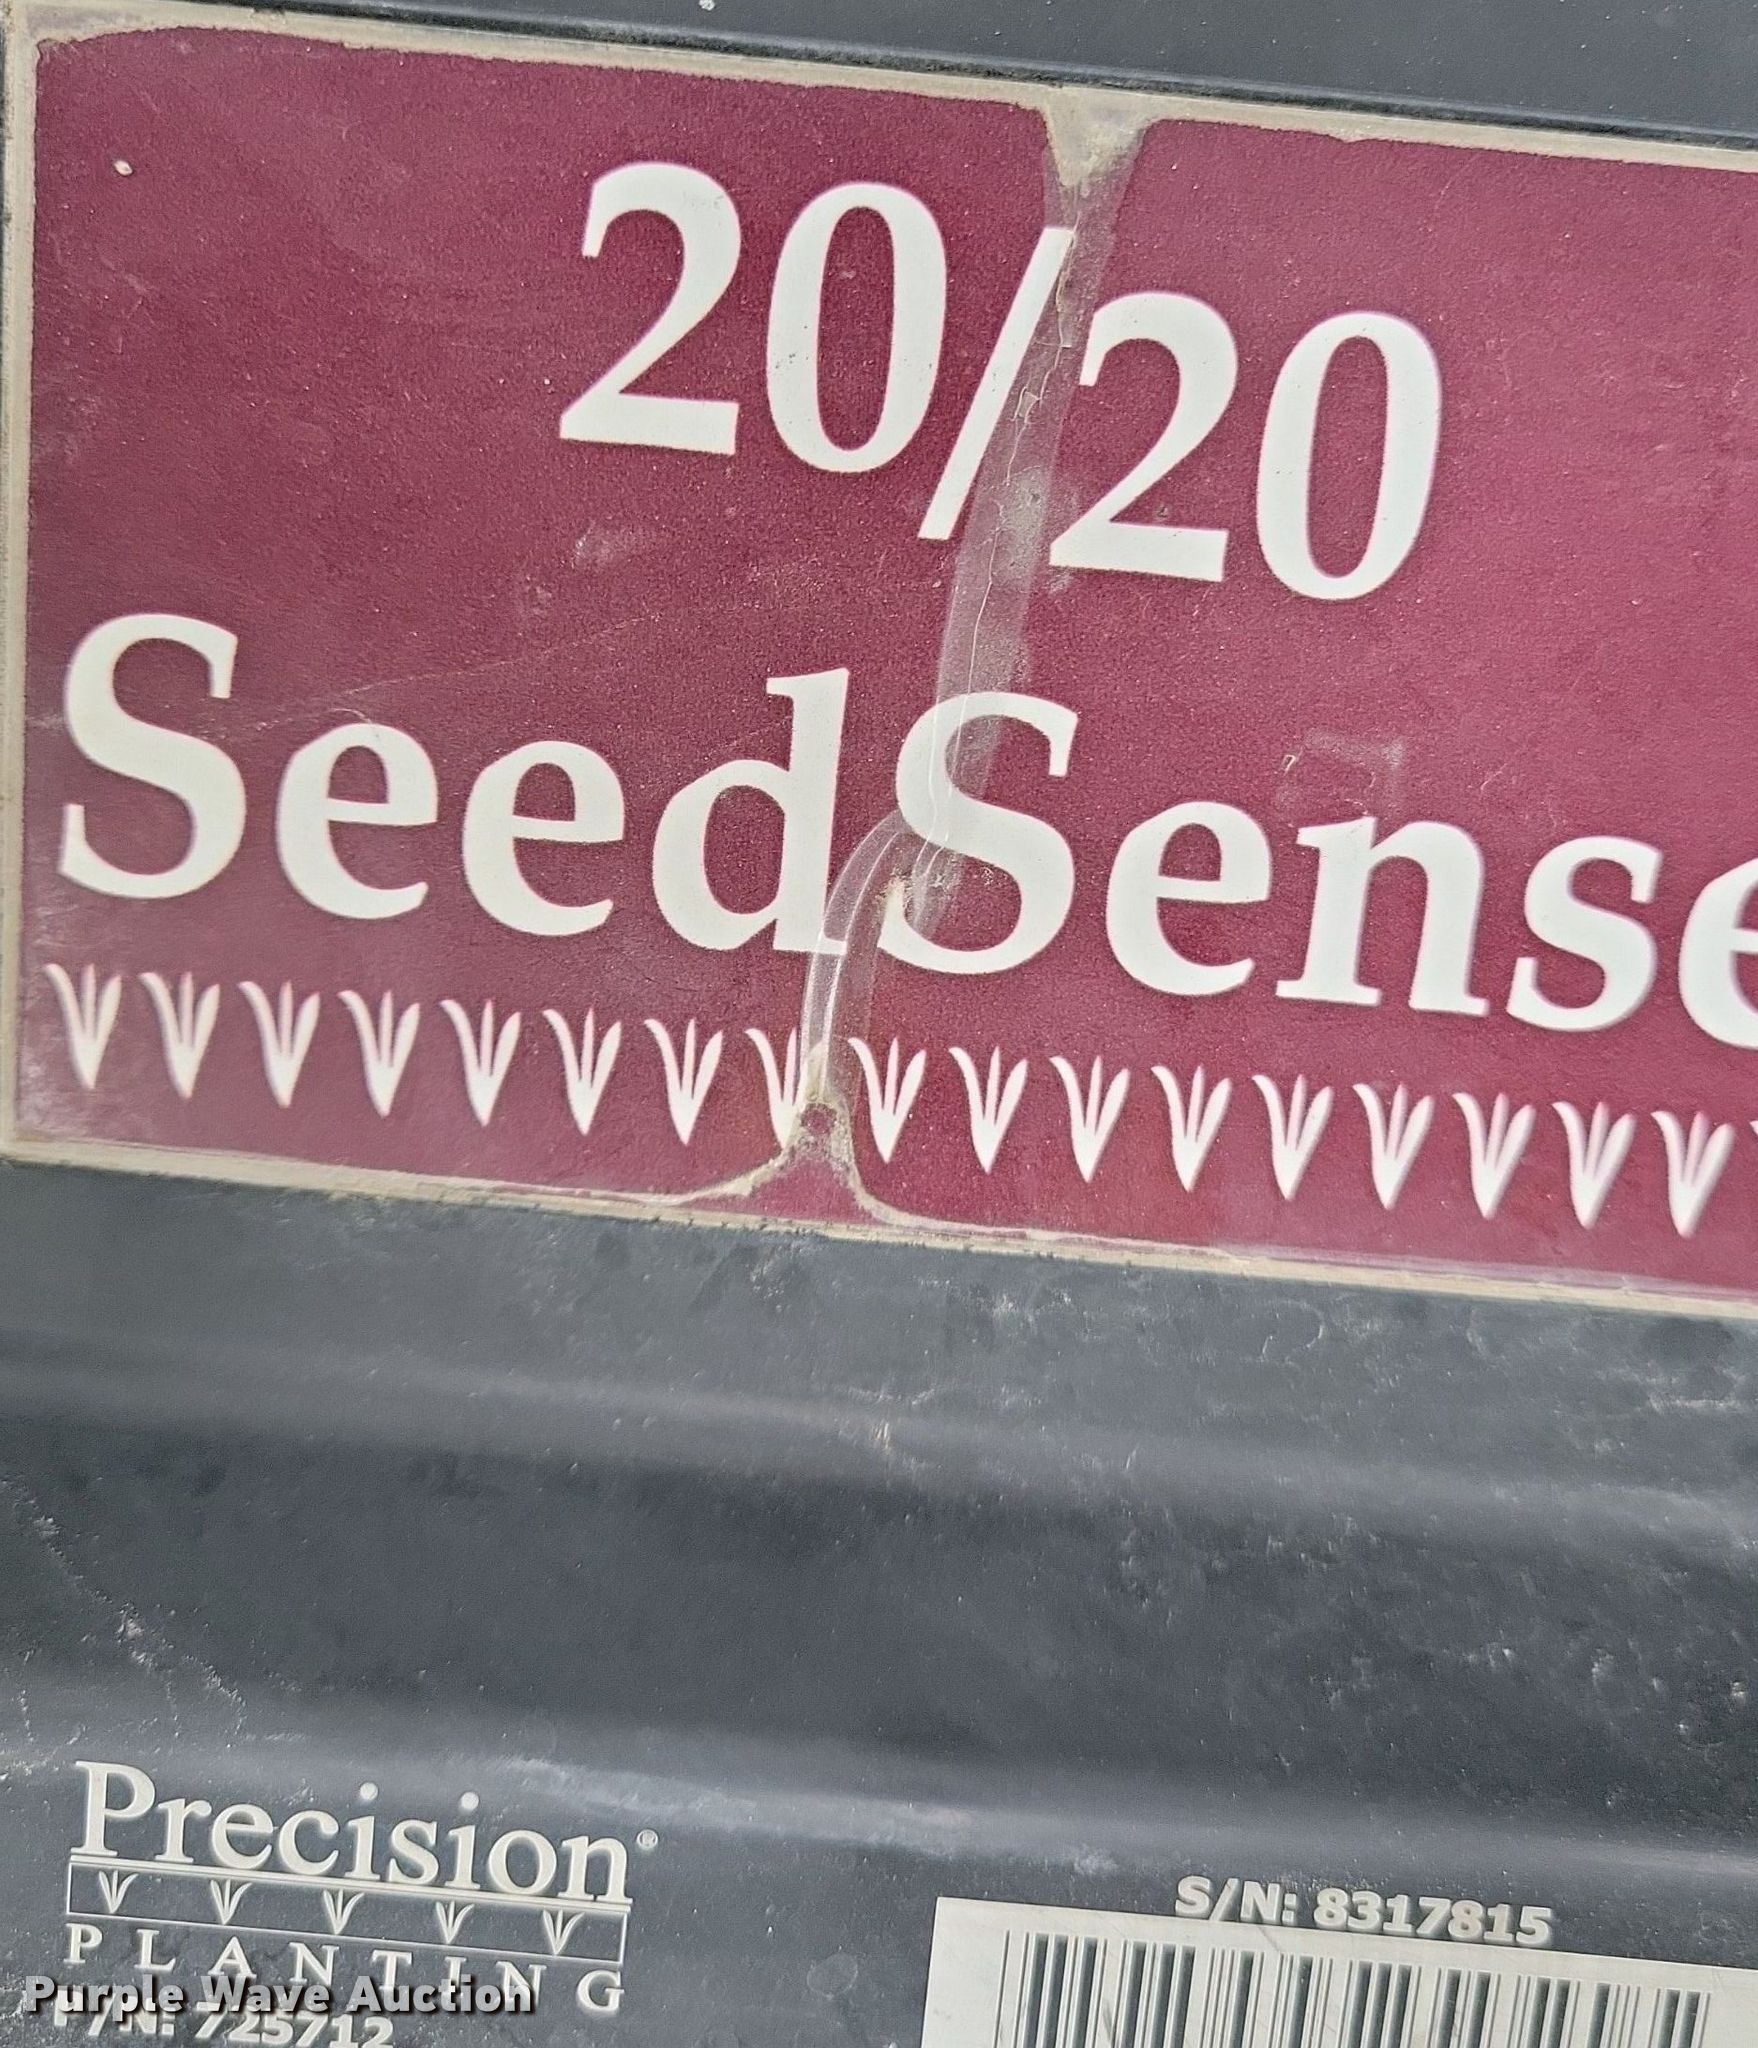 20/20
SeedSense
Precision®
PLANTING
P/N: 725712
S/N: 8317815
Purple Wave Auction